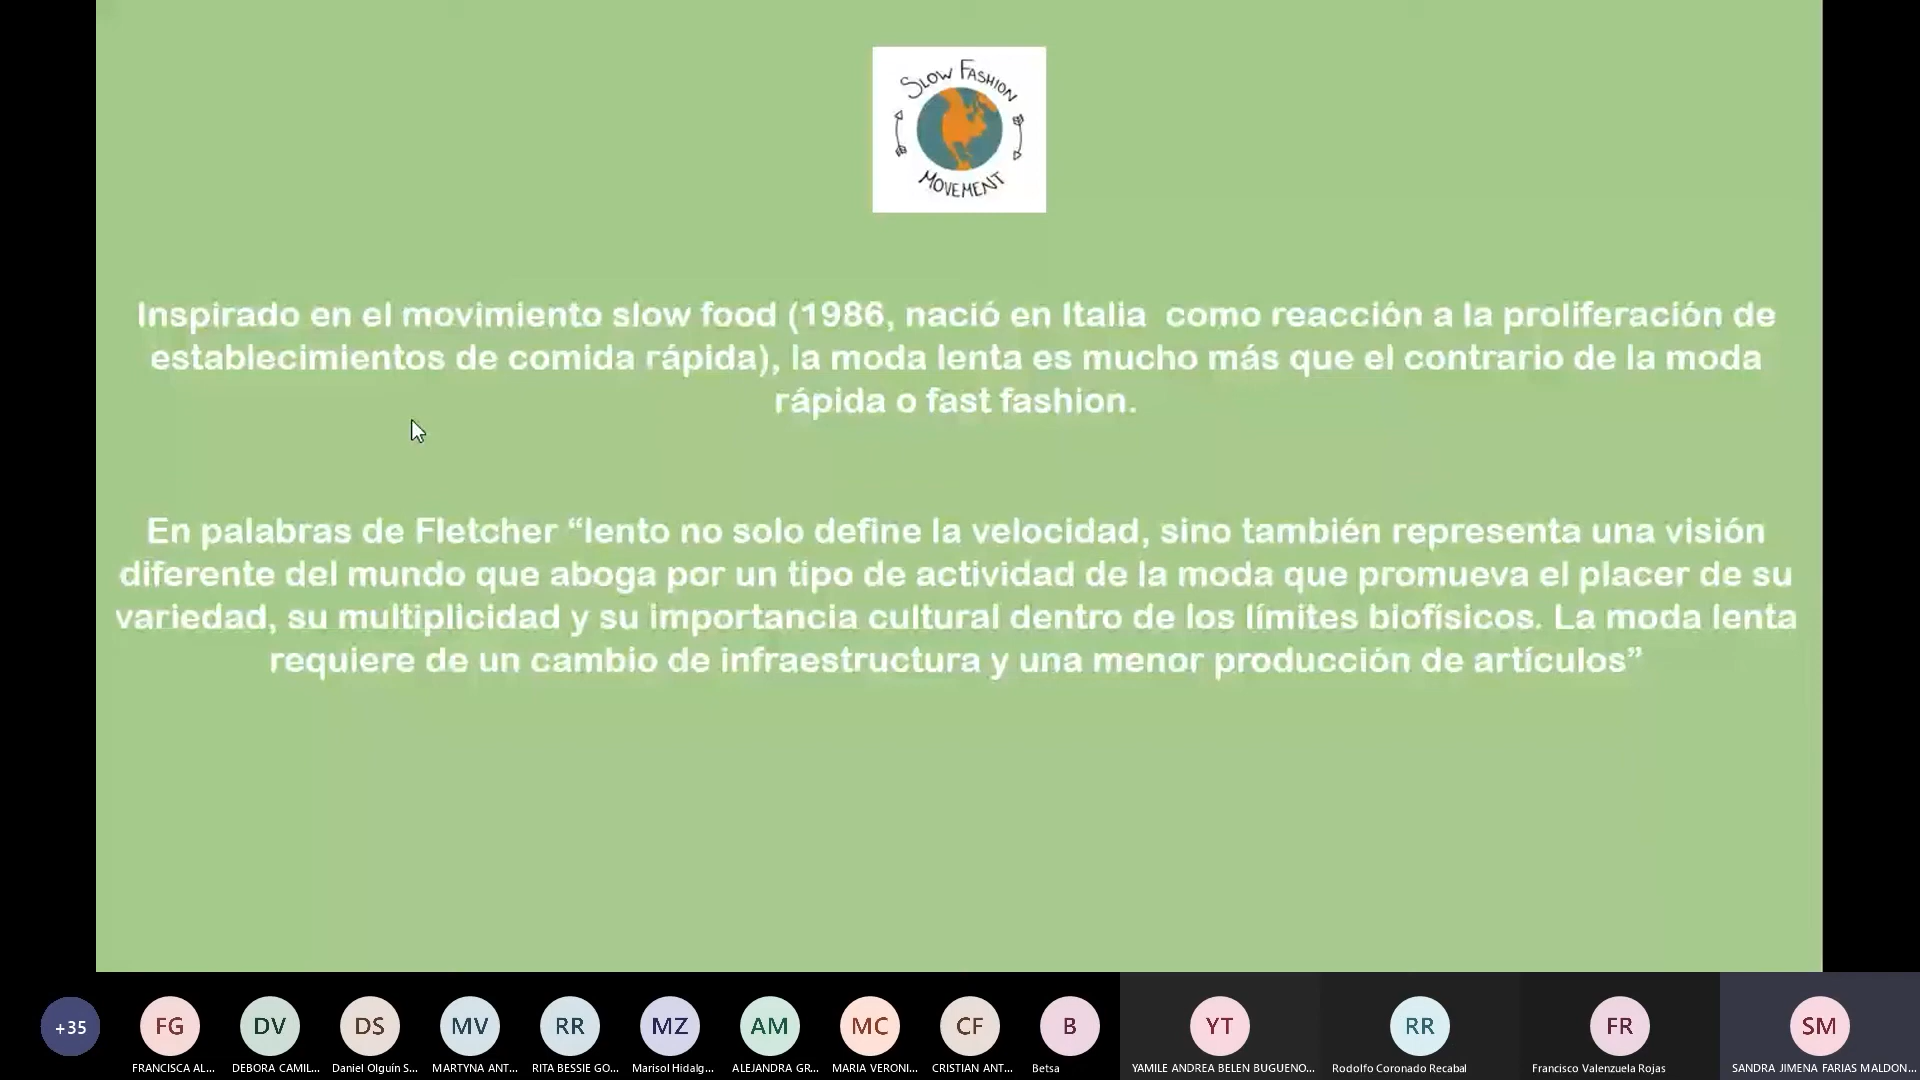 SLOW FASHION
MOVEMENT
Inspirado en el movimiento slow food (1986, nació en Italia como reacción a la proliferación de
establecimientos de comida rápida), la moda lenta es mucho más que el contrario de la moda
rápida o fast fashion.
En palabras de Fletcher “lento no solo define la velocidad, sino también representa una visión
diferente del mundo que aboga por un tipo de actividad de la moda que promueva el placer de su
variedad, su multiplicidad y su importancia cultural dentro de los límites biofísicos. La moda lenta
requiere de un cambio de infraestructura y una menor producción de artículos”
+35 FG DV DS MV RR MZ AM MC CF B YT RR FR SM
FRANCISCA AL... DEBORA CAMIL... Daniel Olguín S... MARTYNA ANT... RITA BESSIE GO... Marisol Hidalg... ALEJANDRA GR... MARIA VERONI... CRISTIAN ANT... Betsa YAMILE ANDREA BELEN BUGUENO... Rodolfo Coronado Recabal Francisco Valenzuela Rojas SANDRA JIMENA FARIAS MALDON...